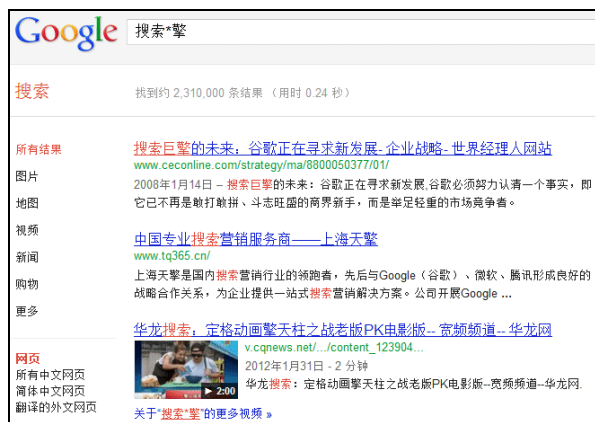 Google 搜索*擎
搜索 找到约 2,310,000 条结果 （用时 0.24 秒）
所有结果
图片
地图
视频
新闻
购物
更多
网页
所有中文网页
简体中文网页
翻译的外文网页
搜索巨擘的未来：谷歌正在寻求新发展- 企业战略- 世界经理人网站
www.ceconline.com/strategy/ma/8800050377/01/
2008年1月14日 – 搜索巨擘的未来：谷歌正在寻求新发展,谷歌必须努力认清一个事实，即
它已不再是敢打敢拼、斗志旺盛的商界新手，而是举足轻重的市场竞争者。
中国专业搜索营销服务商——上海天擎
www.tq365.cn/
上海天擎是国内搜索营销行业的领跑者，先后与Google（谷歌）、微软、腾讯形成良好的
战略合作关系，为企业提供一站式搜索营销解决方案。公司开展Google ...
华龙搜索：定格动画擎天柱之战老版PK电影版-- 宽频频道-- 华龙网
v.cqnews.net/.../content_123904...
2012年1月31日 - 2 分钟
▶ 2:00
华龙搜索：定格动画擎天柱之战老版PK电影版--宽频频道--华龙网.
关于“搜索*擎”的更多视频 »